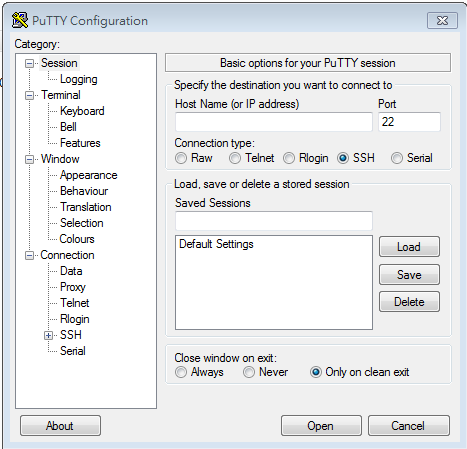 PuTTY Configuration
Category:
Session
Logging
Terminal
Keyboard
Bell
Features
Window
Appearance
Behaviour
Translation
Selection
Colours
Connection
Data
Proxy
Telnet
Rlogin
SSH
Serial
Basic options for your PuTTY session
Specify the destination you want to connect to
Host Name (or IP address) Port
22
Connection type:
Raw Telnet Rlogin SSH Serial
Load, save or delete a stored session
Saved Sessions
Default Settings
Load
Save
Delete
Close window on exit:
Always Never Only on clean exit
About Open Cancel